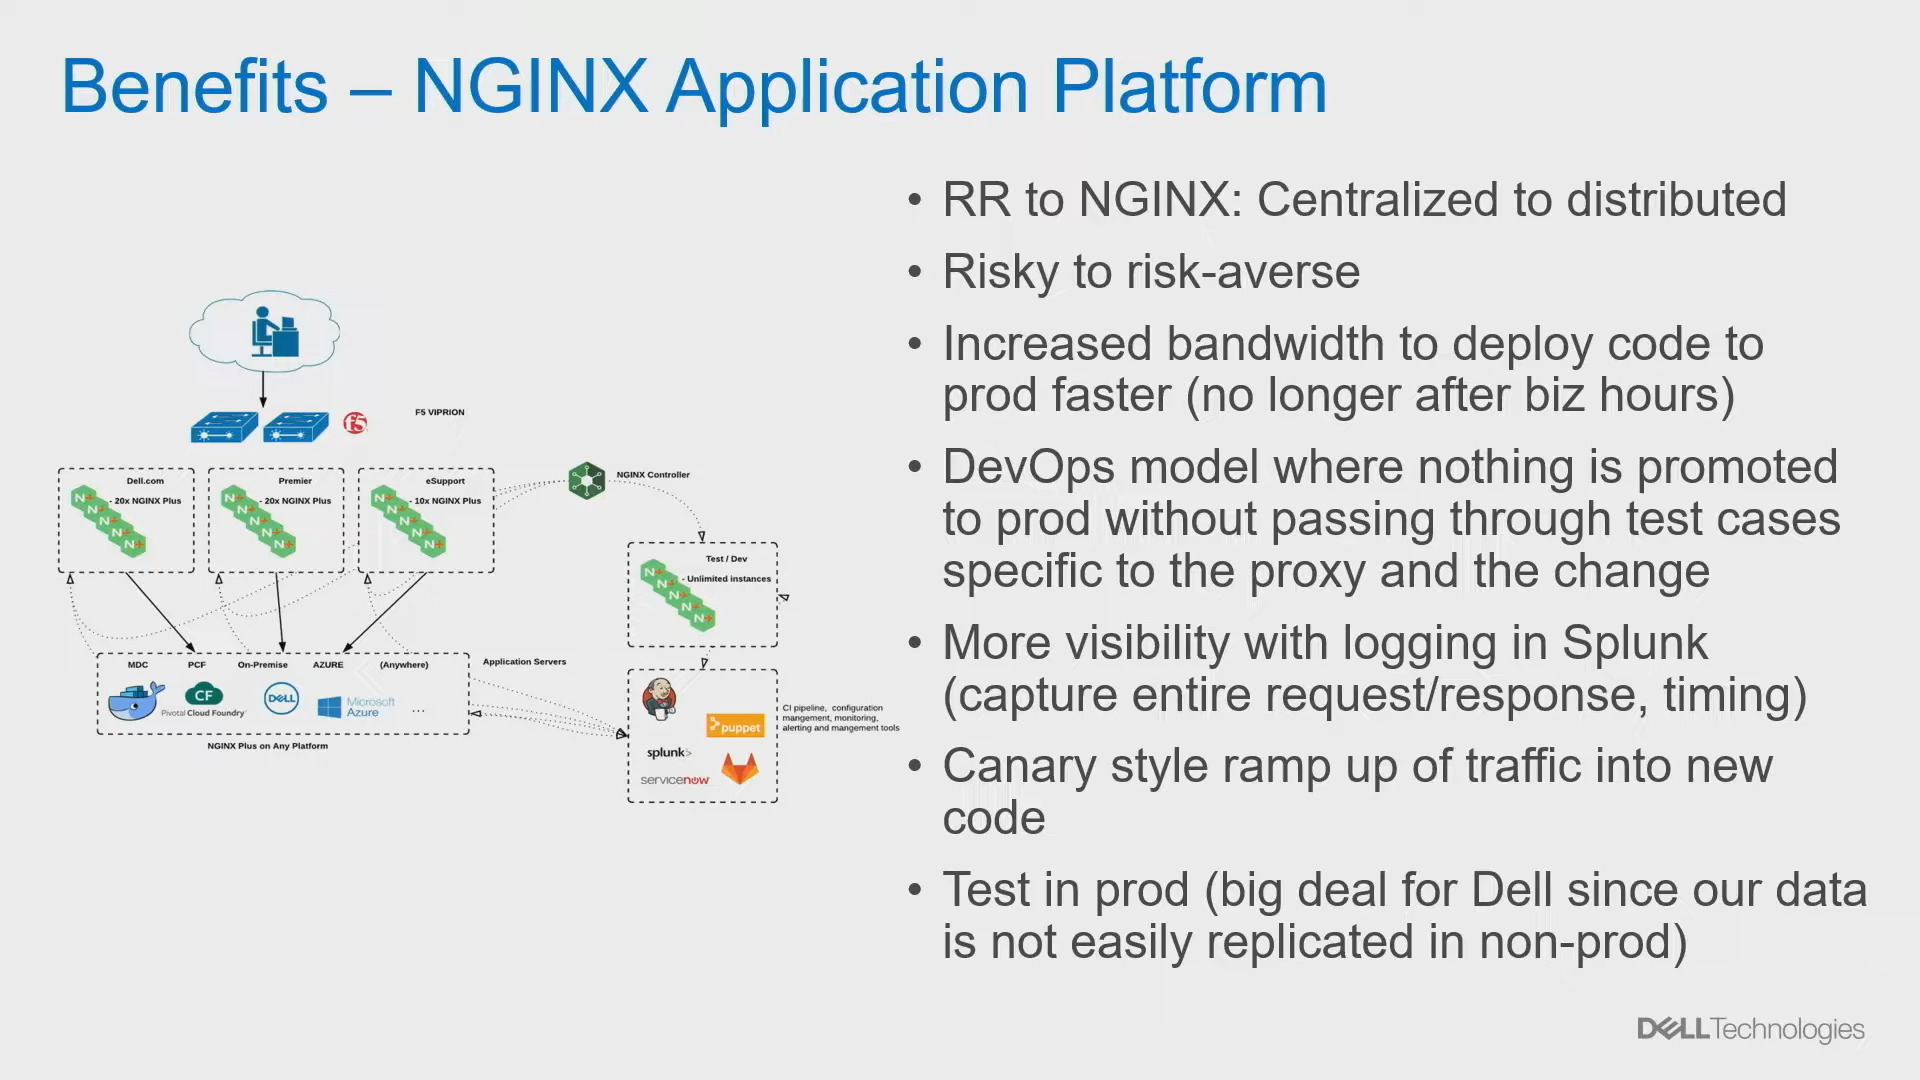 Benefits – NGINX Application Platform
• RR to NGINX: Centralized to distributed
• Risky to risk-averse
• Increased bandwidth to deploy code to
prod faster (no longer after biz hours)
• DevOps model where nothing is promoted
to prod without passing through test cases
specific to the proxy and the change
• More visibility with logging in Splunk
(capture entire request/response, timing)
• Canary style ramp up of traffic into new
code
• Test in prod (big deal for Dell since our data
is not easily replicated in non-prod)
f5
F5 VIPRION
Dell.com
- 20x NGINX Plus
N+
N+
N+
N+
N+
Premier
- 20x NGINX Plus
N+
N+
N+
N+
N+
eSupport
- 10x NGINX Plus
N+
N+
N+
N+
N+
NGINX Controller
Test / Dev
- Unlimited instances
N+
N+
N+
N+
N+
MDC
PCF
On-Premise
AZURE
(Anywhere)
CF
Pivotal Cloud Foundry
DELL
Microsoft
Azure
...
Application Servers
NGINX Plus on Any Platform
puppet
splunk>
servicenow
CI pipeline, configuration
mangement, monitoring,
alerting and mangement tools
DELL Technologies